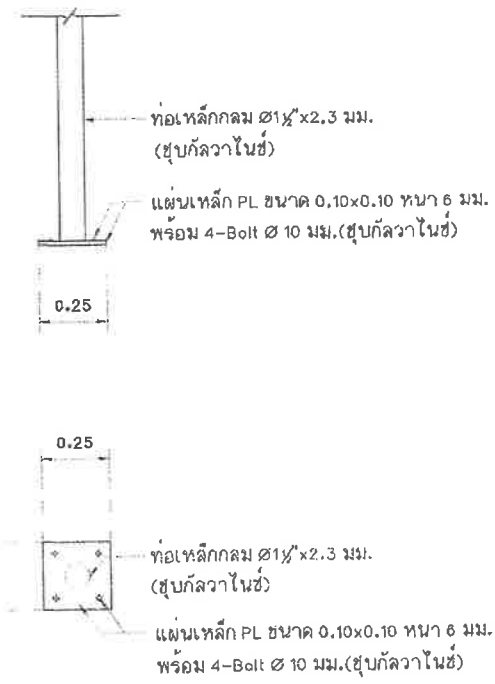 ท่อเหล็กกลม Ø1½"x2.3 มม.
(ชุบกัลวาไนซ์)
แผ่นเหล็ก PL ขนาด 0.10x0.10 หนา 6 มม.
พร้อม 4-Bolt Ø 10 มม.(ชุบกัลวาไนซ์)
0.25
0.25
ท่อเหล็กกลม Ø1½"x2.3 มม.
(ชุบกัลวาไนซ์)
แผ่นเหล็ก PL ขนาด 0.10x0.10 หนา 6 มม.
พร้อม 4-Bolt Ø 10 มม.(ชุบกัลวาไนซ์)